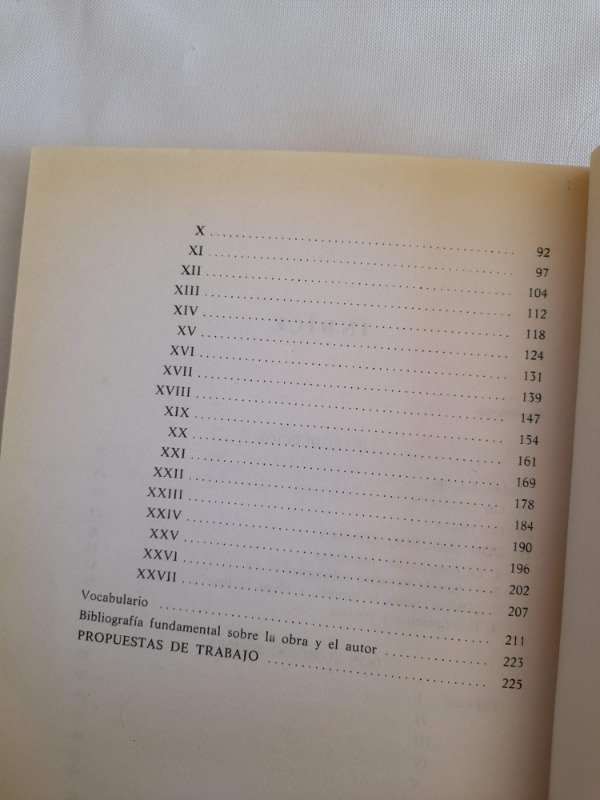 X ........ 92
XI ........ 97
XII ........ 104
XIII ........ 112
XIV ........ 118
XV ........ 124
XVI ........ 131
XVII ........ 139
XVIII ........ 147
XIX ........ 154
XX ........ 161
XXI ........ 169
XXII ........ 178
XXIII ........ 184
XXIV ........ 190
XXV ........ 196
XXVI ........ 202
XXVII ........ 207
Vocabulario ........ 211
Bibliografía fundamental sobre la obra y el autor ........ 223
PROPUESTAS DE TRABAJO ........ 225